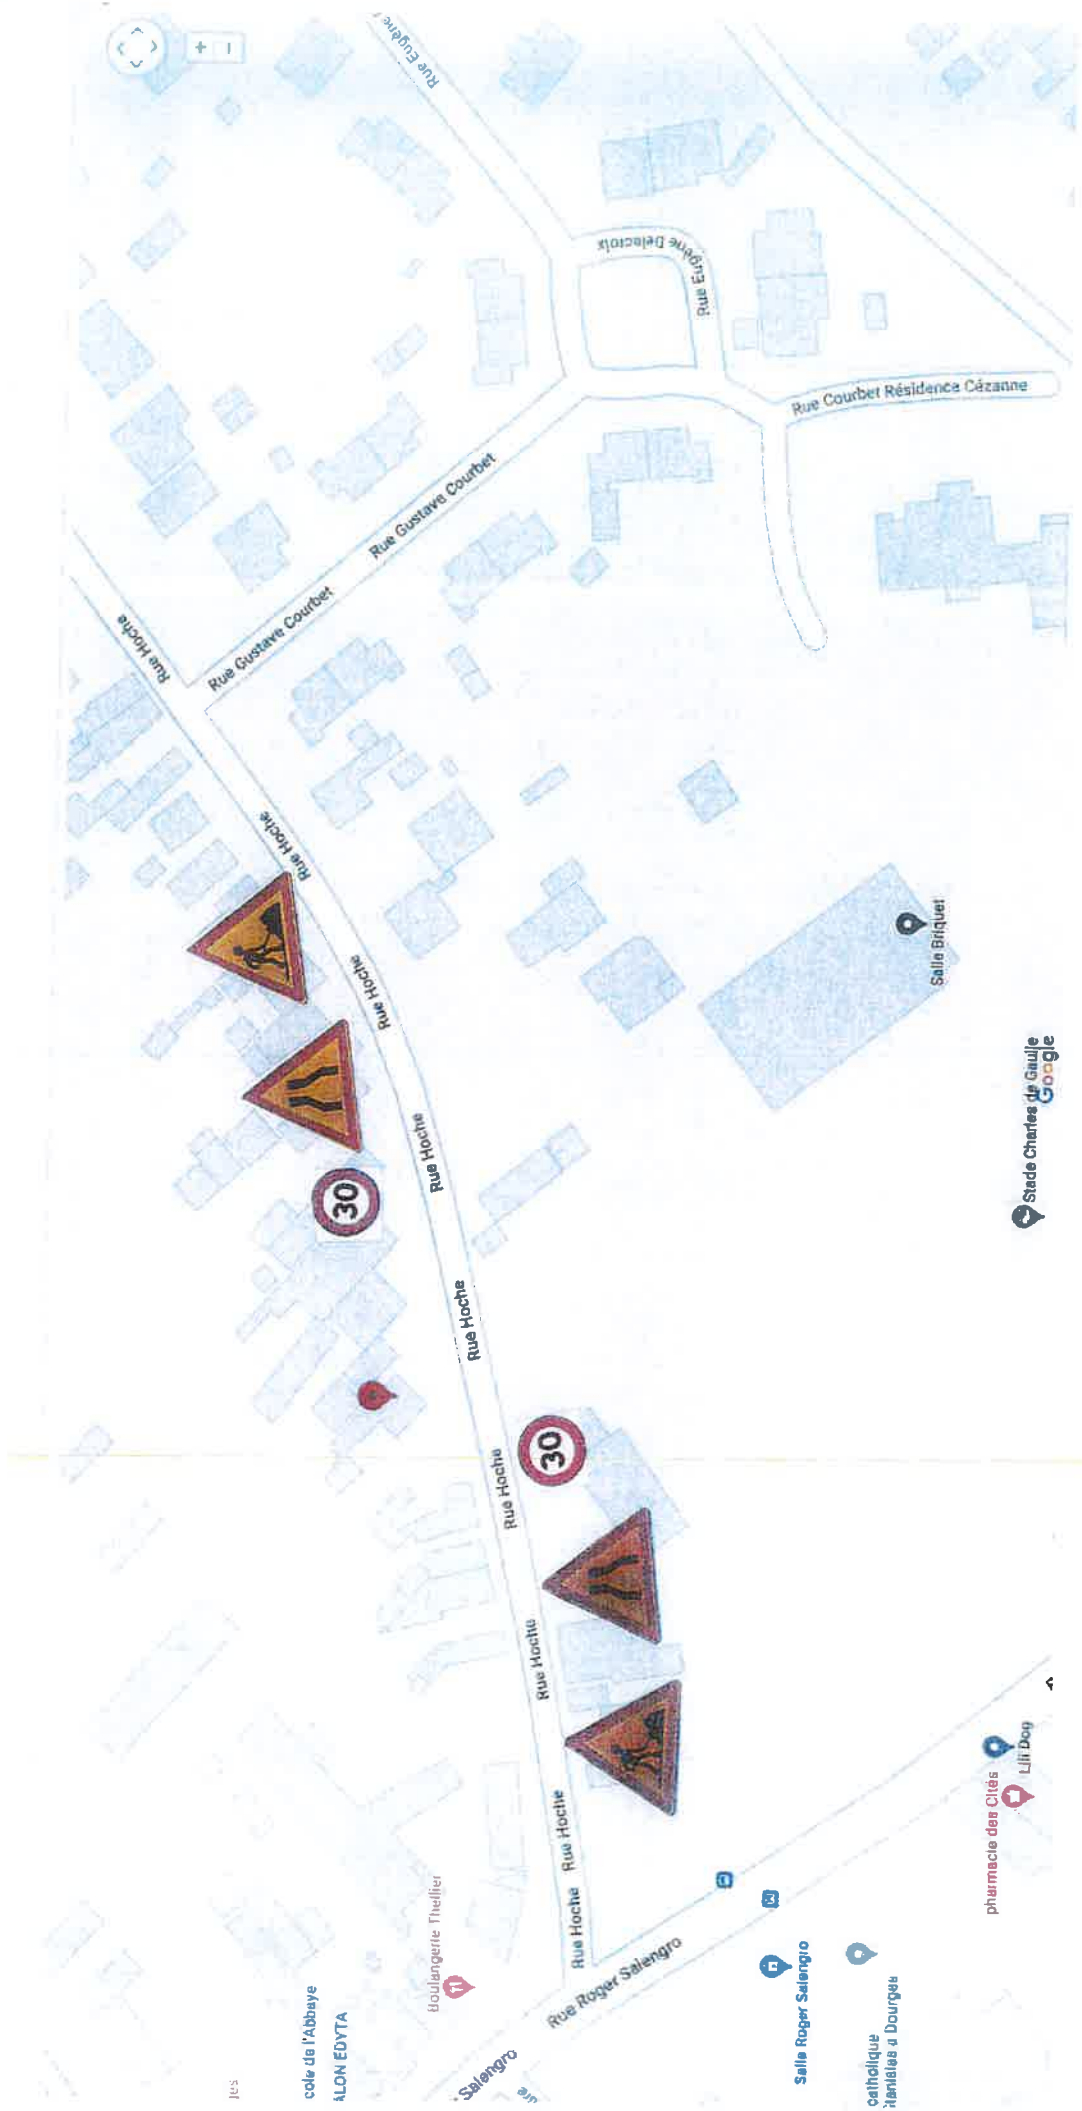 Rue Eugène
Rue Eugène Delacroix
Rue Courbet Résidence Cézanne
Rue Gustave Courbet
Rue Gustave Courbet
Rue Hoche
Rue Hoche
Rue Hoche
Rue Hoche
30
Rue Hoche
Rue Hoche
30
Rue Hoche
Rue Hoche
Rue Hoche
Salle Briquet
Stade Charles de Gaulle
Google
Rue Roger Salengro
Salengro
Boulangerie Thellier
cole de l'Abbaye
ALON EDYTA
Salle Roger Salengro
catholique
Dourges
pharmacie des Cités
Lili Dog